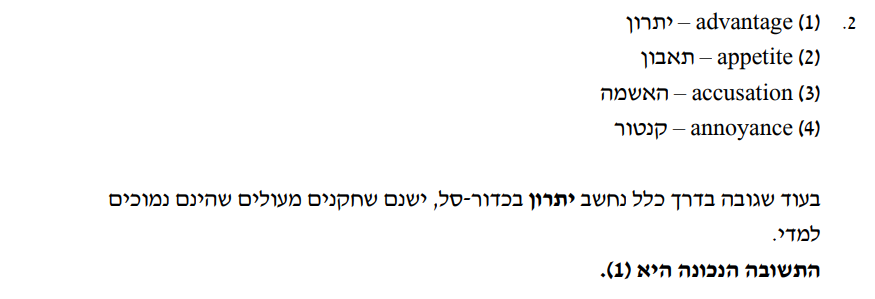 2. (1) advantage – יתרון
(2) appetite – תאבון
(3) accusation – האשמה
(4) annoyance – קנטור
בעוד שגובה בדרך כלל נחשב יתרון בכדור-סל, ישנם שחקנים מעולים שהינם נמוכים
למדי.
התשובה הנכונה היא (1).